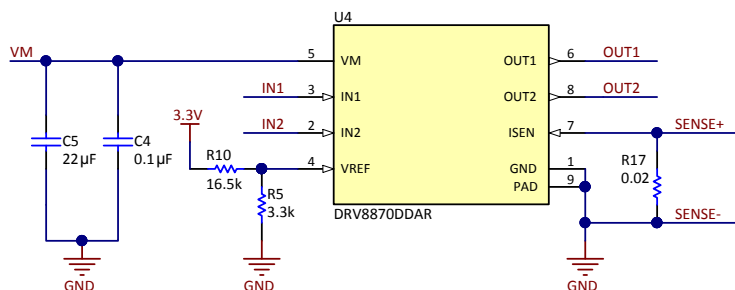 U4
VM
5
VM
OUT1
6
OUT1
IN1
3
IN1
OUT2
8
OUT2
3.3V
IN2
2
IN2
ISEN
7
SENSE+
C5
22µF
C4
0.1µF
R10
16.5k
4
VREF
GND
1
R17
0.02
PAD
9
R5
3.3k
DRV8870DDAR
SENSE-
GND
GND
GND